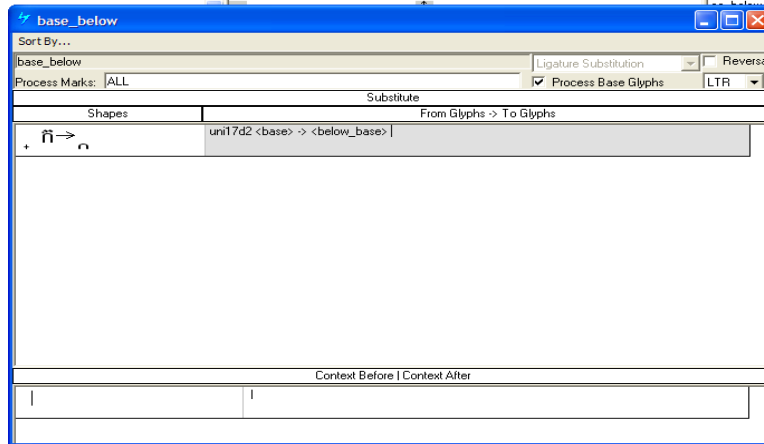 base_below
Sort By...
base_below
Ligature Substitution
Process Marks: ALL
Process Base Glyphs
LTR
Substitute
Shapes
From Glyphs -> To Glyphs
uni17d2 <base> -> <below_base>
Context Before | Context After